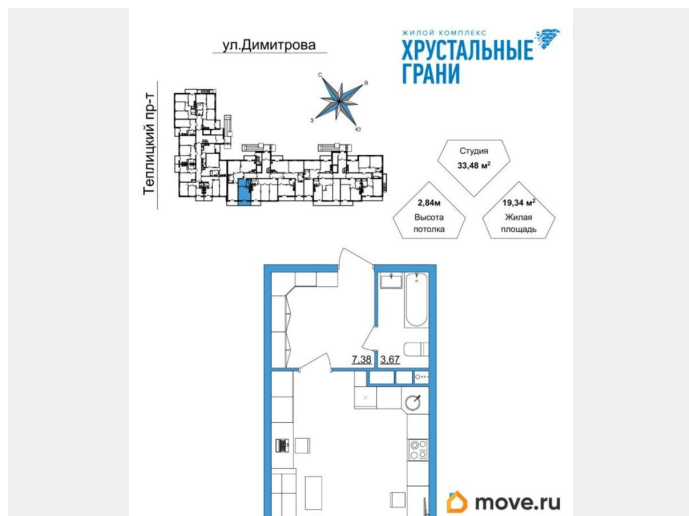 ЖИЛОЙ КОМПЛЕКС
ХРУСТАЛЬНЫЕ
ГРАНИ
ул.Димитрова
Теплицкий пр-т
С
В
З
Ю
Студия
33,48 м²
2,84м
Высота
потолка
19,34 м²
Жилая
площадь
7.38
3.67
move.ru